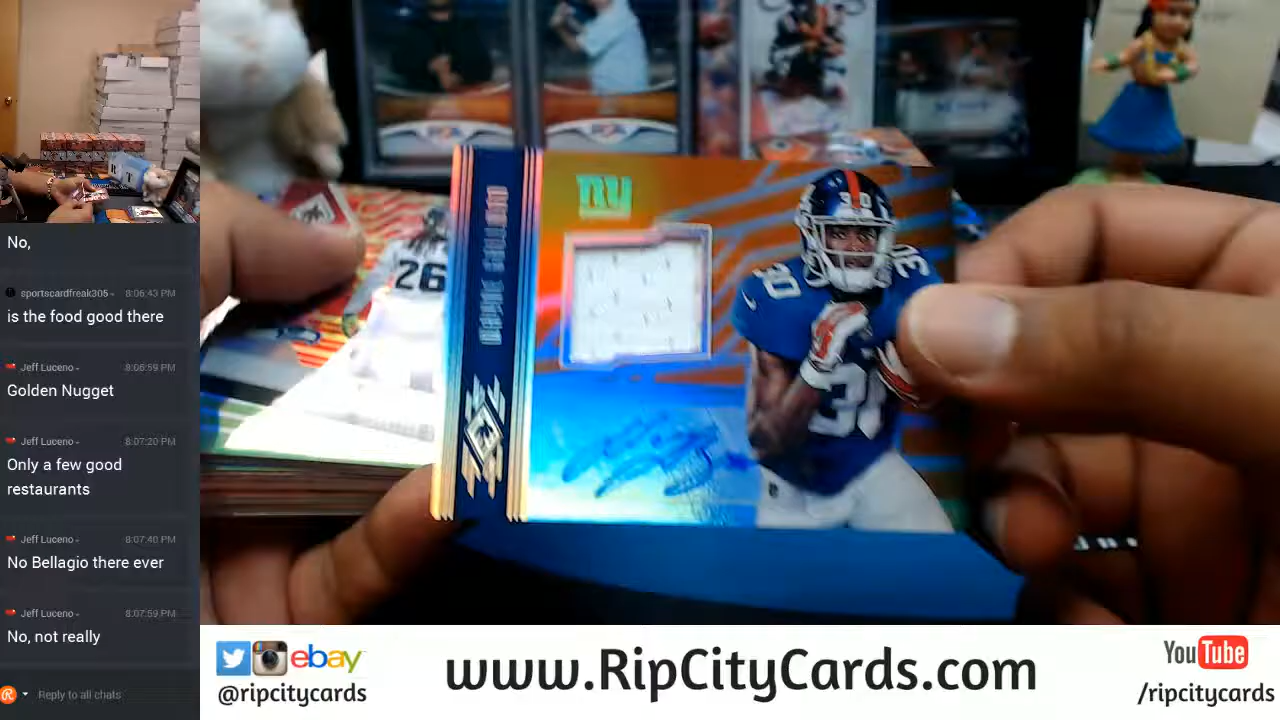 No,
sportscardfreak305 - 8:06:43 PM
is the food good there
Jeff Luceno - 8:06:59 PM
Golden Nugget
Jeff Luceno - 8:07:20 PM
Only a few good
restaurants
Jeff Luceno - 8:07:40 PM
No Bellagio there ever
Jeff Luceno - 8:07:59 PM
No, not really
Reply to all chats
26
ny
30
30
30
30
ebay
@ripcitycards
www.RipCityCards.com
YouTube
/ripcitycards